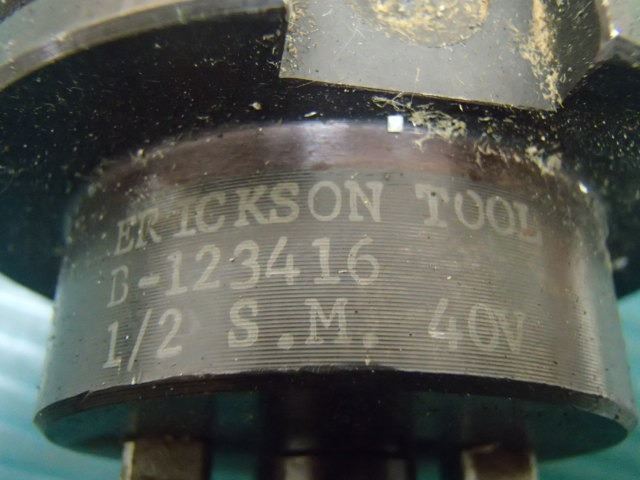 ERICKSON TOOL
B-123416
1/2 S.M. 40V